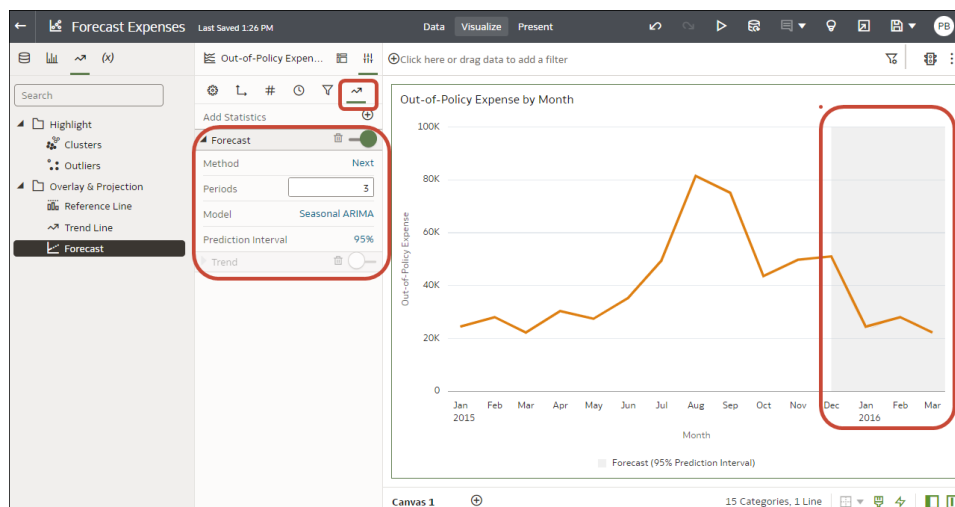 Forecast Expenses Last Saved 1:26 PM Data Visualize Present PB
(x)
Search
Highlight
Clusters
Outliers
Overlay & Projection
Reference Line
Trend Line
Forecast
Out-of-Policy Expen...
#
Add Statistics
Forecast
Method Next
Periods 3
Model Seasonal ARIMA
Prediction Interval 95%
Trend
Click here or drag data to add a filter
Out-of-Policy Expense by Month
100K
80K
60K
40K
20K
0
Out-of-Policy Expense
Jan Feb Mar Apr May Jun Jul Aug Sep Oct Nov Dec Jan Feb Mar
2015 2016
Month
Forecast (95% Prediction Interval)
Canvas 1 15 Categories, 1 Line